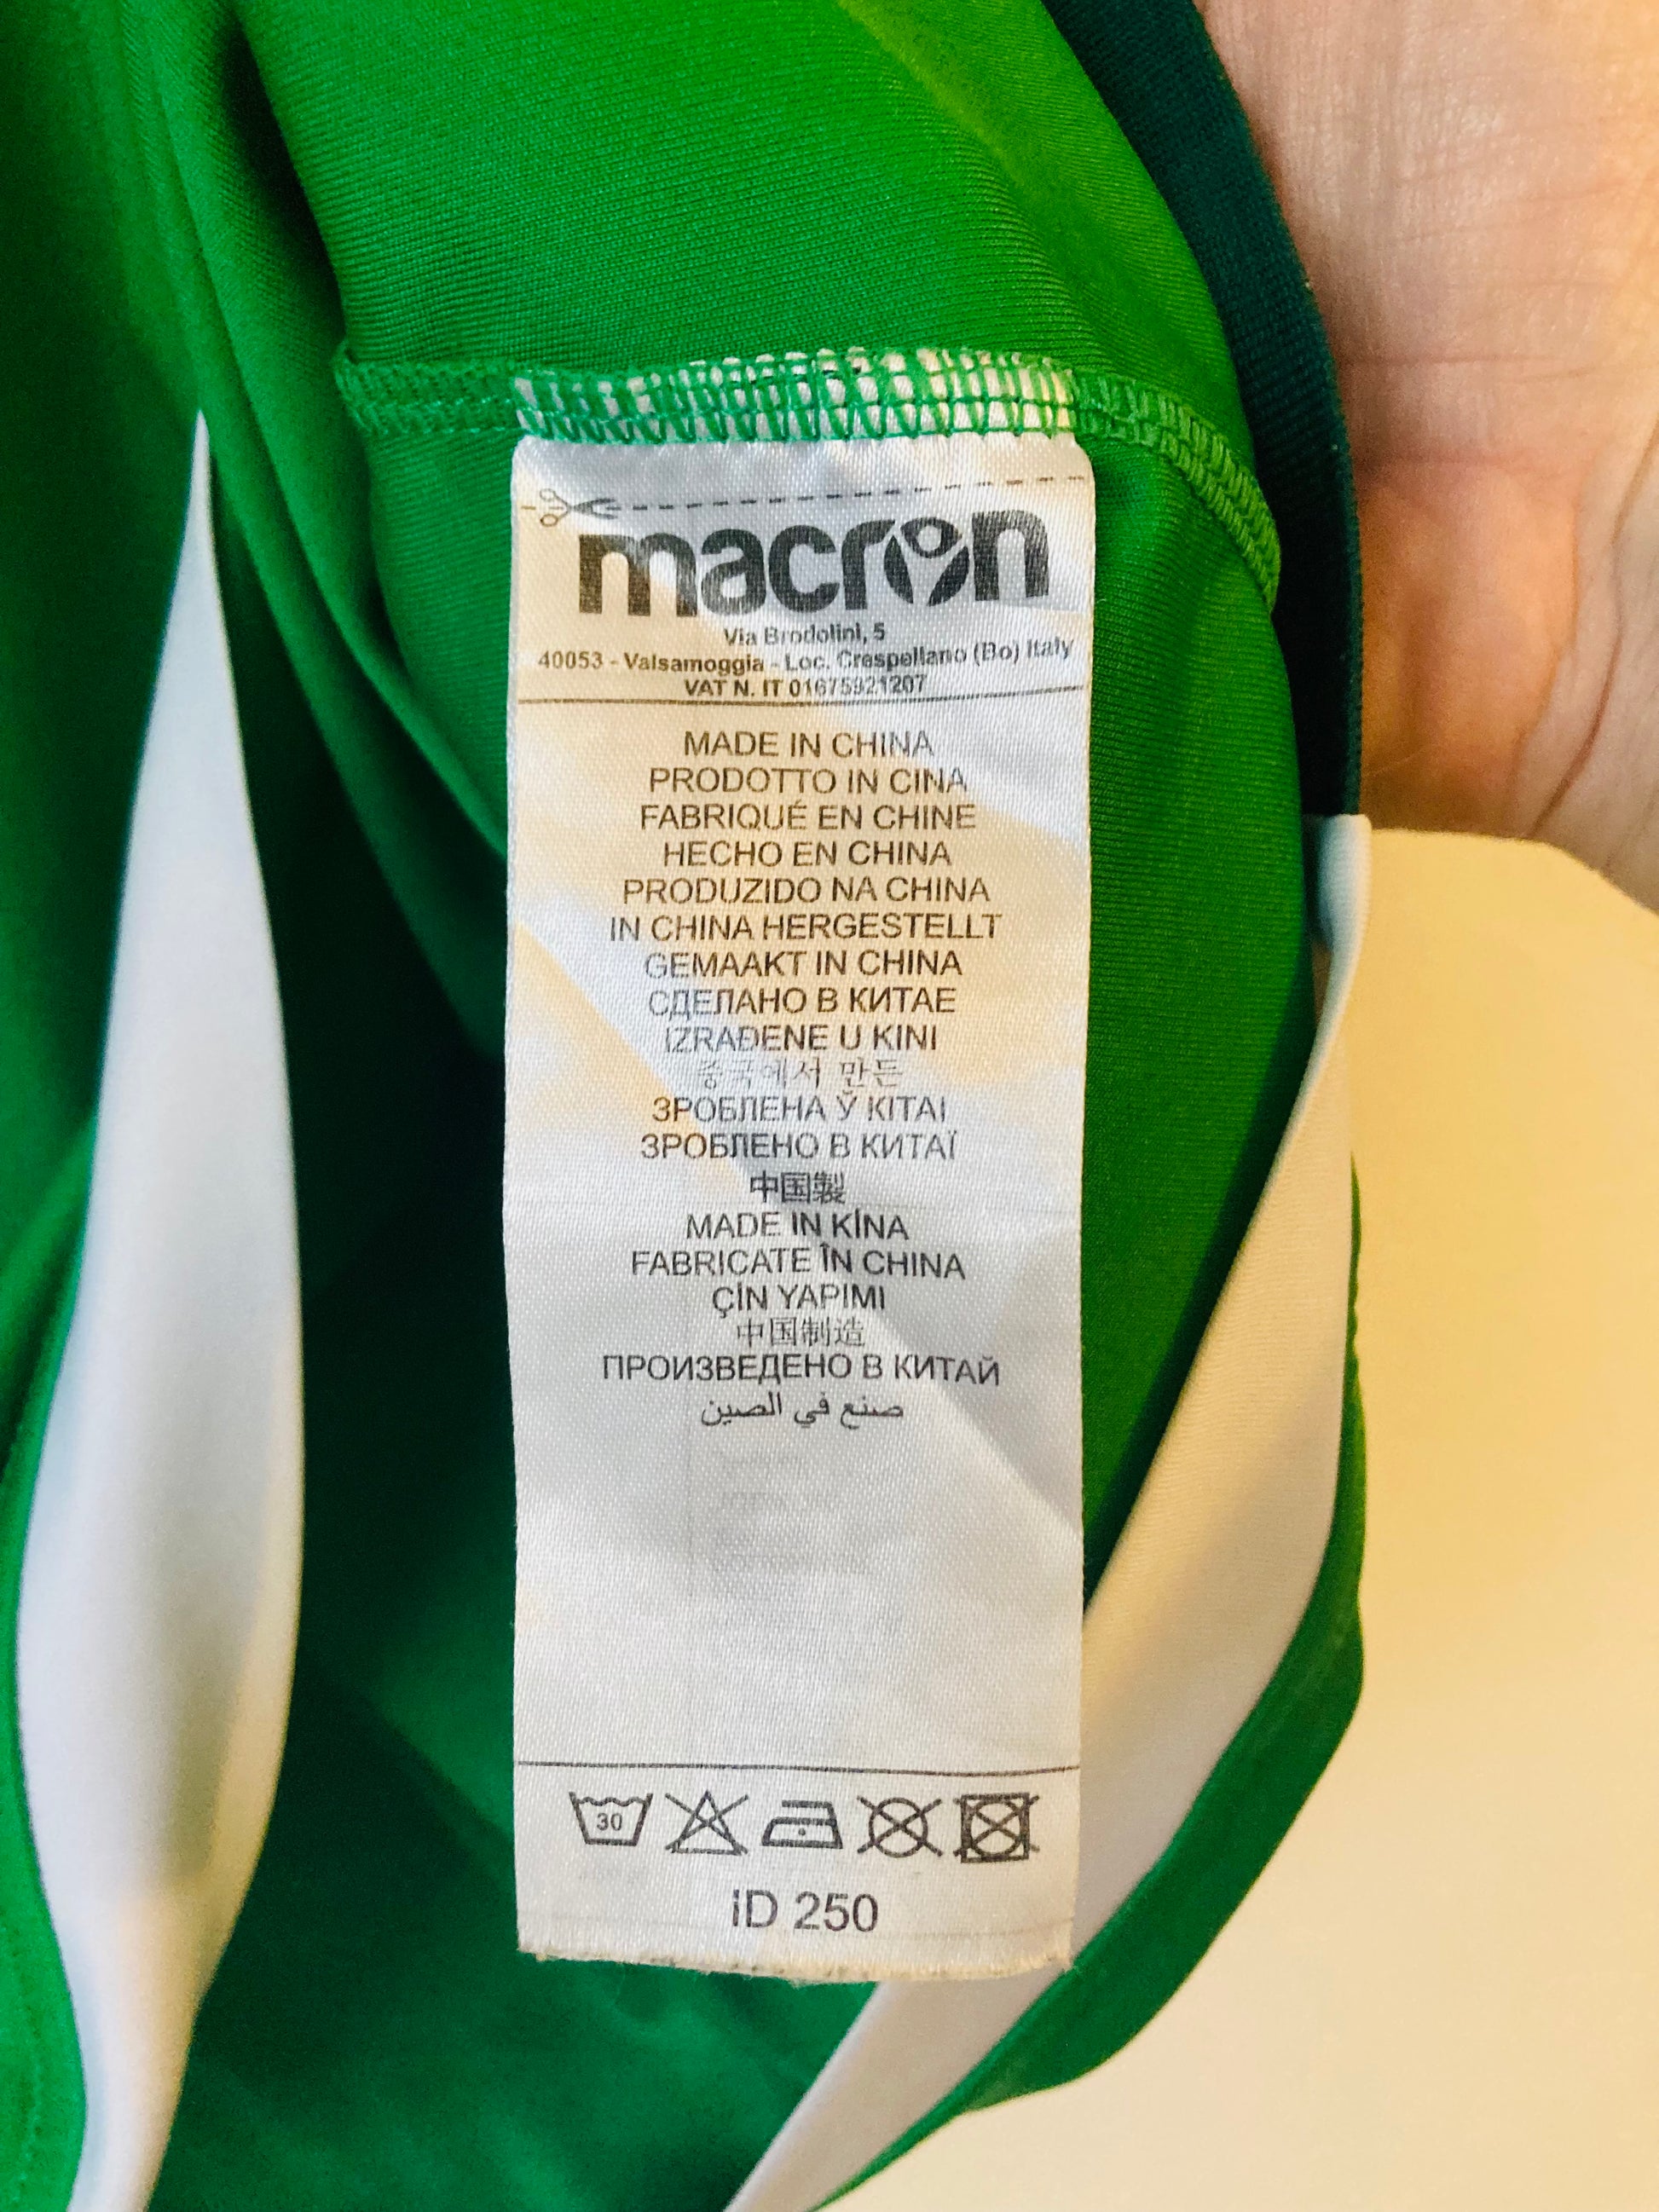 macron
Via Brodolini, 5
40053 - Valsamoggia - Loc. Crespellano (Bo) Italy
VAT N. IT 01675921207
MADE IN CHINA
PRODOTTO IN CINA
FABRIQUÉ EN CHINE
HECHO EN CHINA
PRODUZIDO NA CHINA
IN CHINA HERGESTELLT
GEMAAKT IN CHINA
СДЕЛАНО В КИТАЕ
IZRAĐENE U KINI
중국에서 만든
ЗРОБЛЕНА Ў КІТАІ
ЗРОБЛЕНО В КИТАЇ
中国製
MADE IN KİNA
FABRICATE ÎN CHINA
ÇİN YAPIMI
中国制造
ПРОИЗВЕДЕНО В КИТАЙ
صنع في الصين
30
iD 250